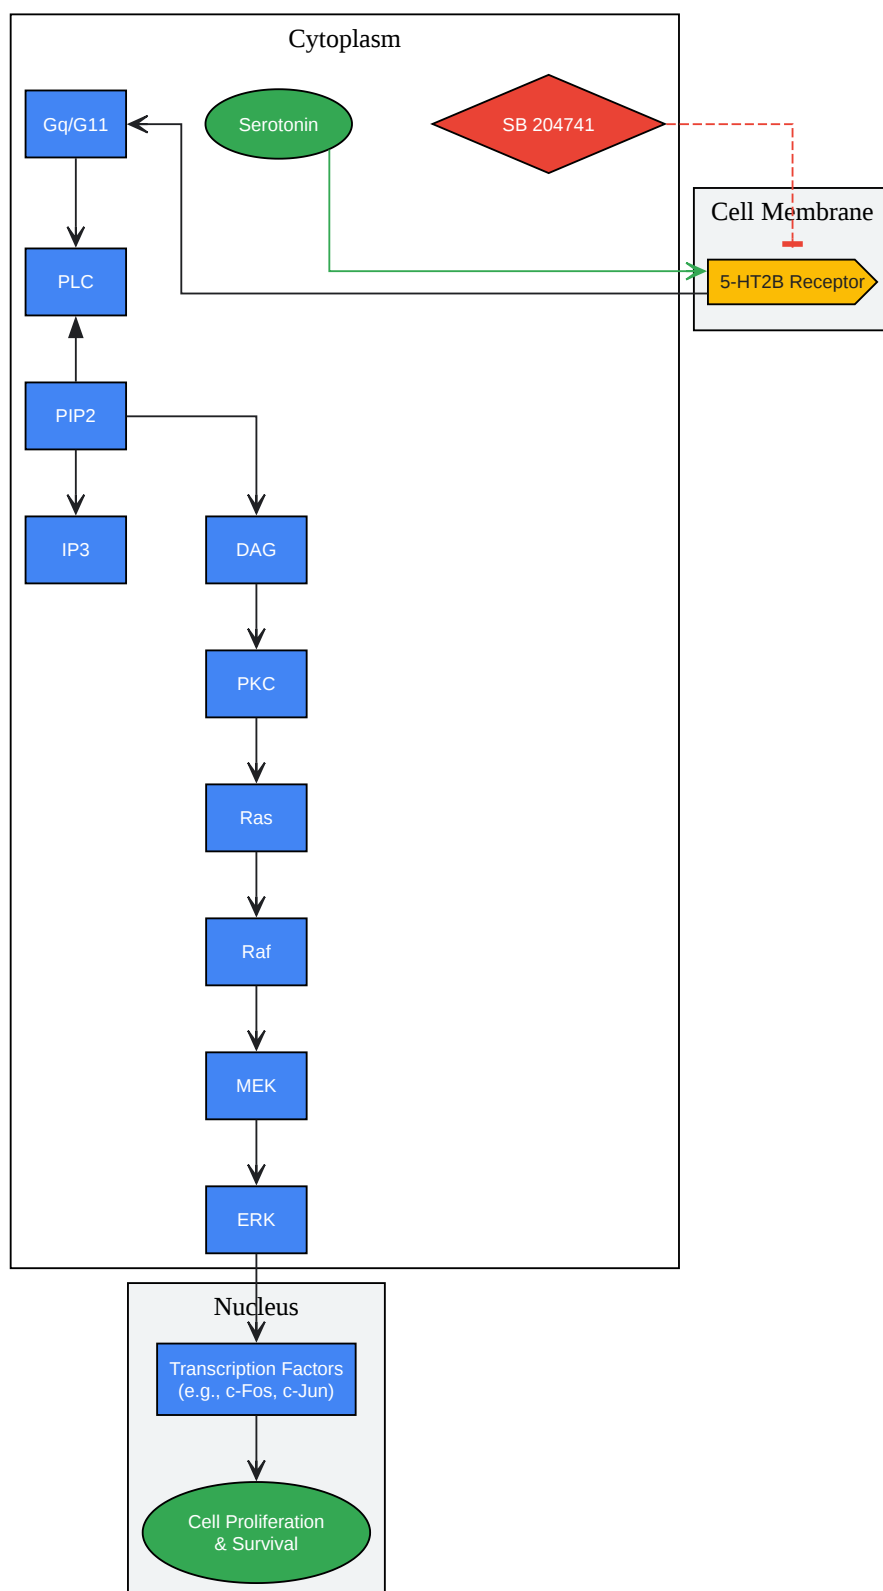 Cytoplasm
Gq/G11
Serotonin
SB 204741
Cell Membrane
PLC
5-HT2B Receptor
PIP2
IP3
DAG
PKC
Ras
Raf
MEK
ERK
Nucleus
Transcription Factors
(e.g., c-Fos, c-Jun)
Cell Proliferation
& Survival